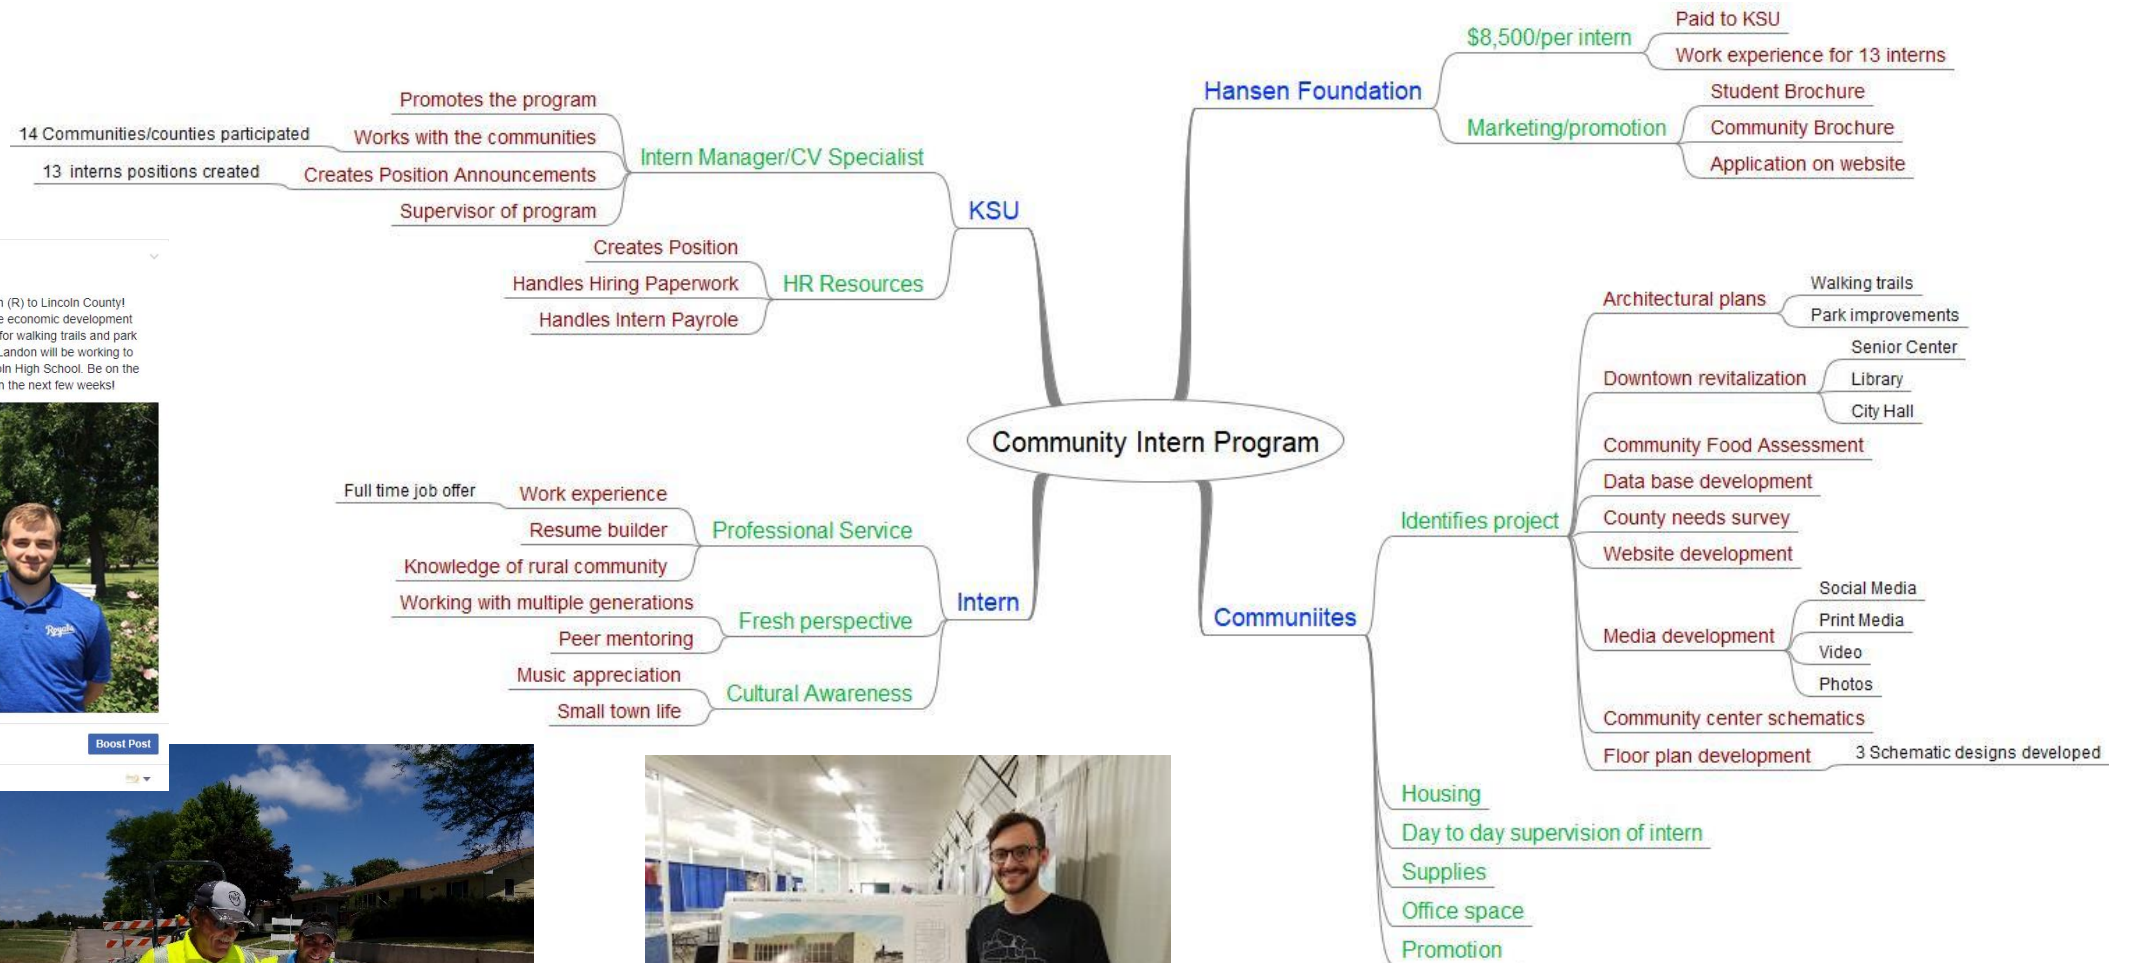 Community Intern Program
Hansen Foundation
$8,500/per intern
Paid to KSU
Work experience for 13 interns
Marketing/promotion
Student Brochure
Community Brochure
Application on website
KSU
Intern Manager/CV Specialist
Promotes the program
Works with the communities
14 Communities/counties participated
Creates Position Announcements
13 interns positions created
Supervisor of program
HR Resources
Creates Position
Handles Hiring Paperwork
Handles Intern Payrole
Intern
Professional Service
Work experience
Full time job offer
Resume builder
Knowledge of rural community
Fresh perspective
Working with multiple generations
Peer mentoring
Cultural Awareness
Music appreciation
Small town life
Communiites
Identifies project
Architectural plans
Walking trails
Park improvements
Downtown revitalization
Senior Center
Library
City Hall
Community Food Assessment
Data base development
County needs survey
Website development
Media development
Social Media
Print Media
Video
Photos
Community center schematics
Floor plan development
3 Schematic designs developed
Housing
Day to day supervision of intern
Supplies
Office space
Promotion
(R) to Lincoln County!
economic development
for walking trails and park
Landon will be working to
High School. Be on the
the next few weeks!
Royals
Boost Post